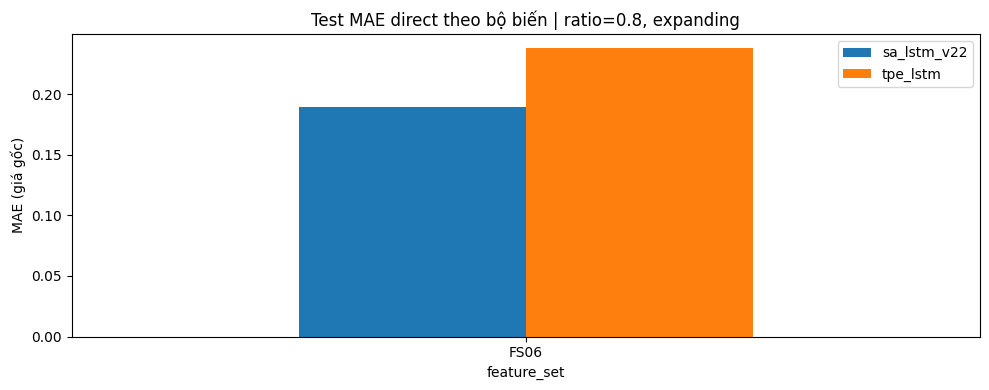 Test MAE direct theo bộ biến | ratio=0.8, expanding
sa_lstm_v22
tpe_lstm
MAE (giá gốc)
0.20
0.15
0.10
0.05
0.00
FS06
feature_set